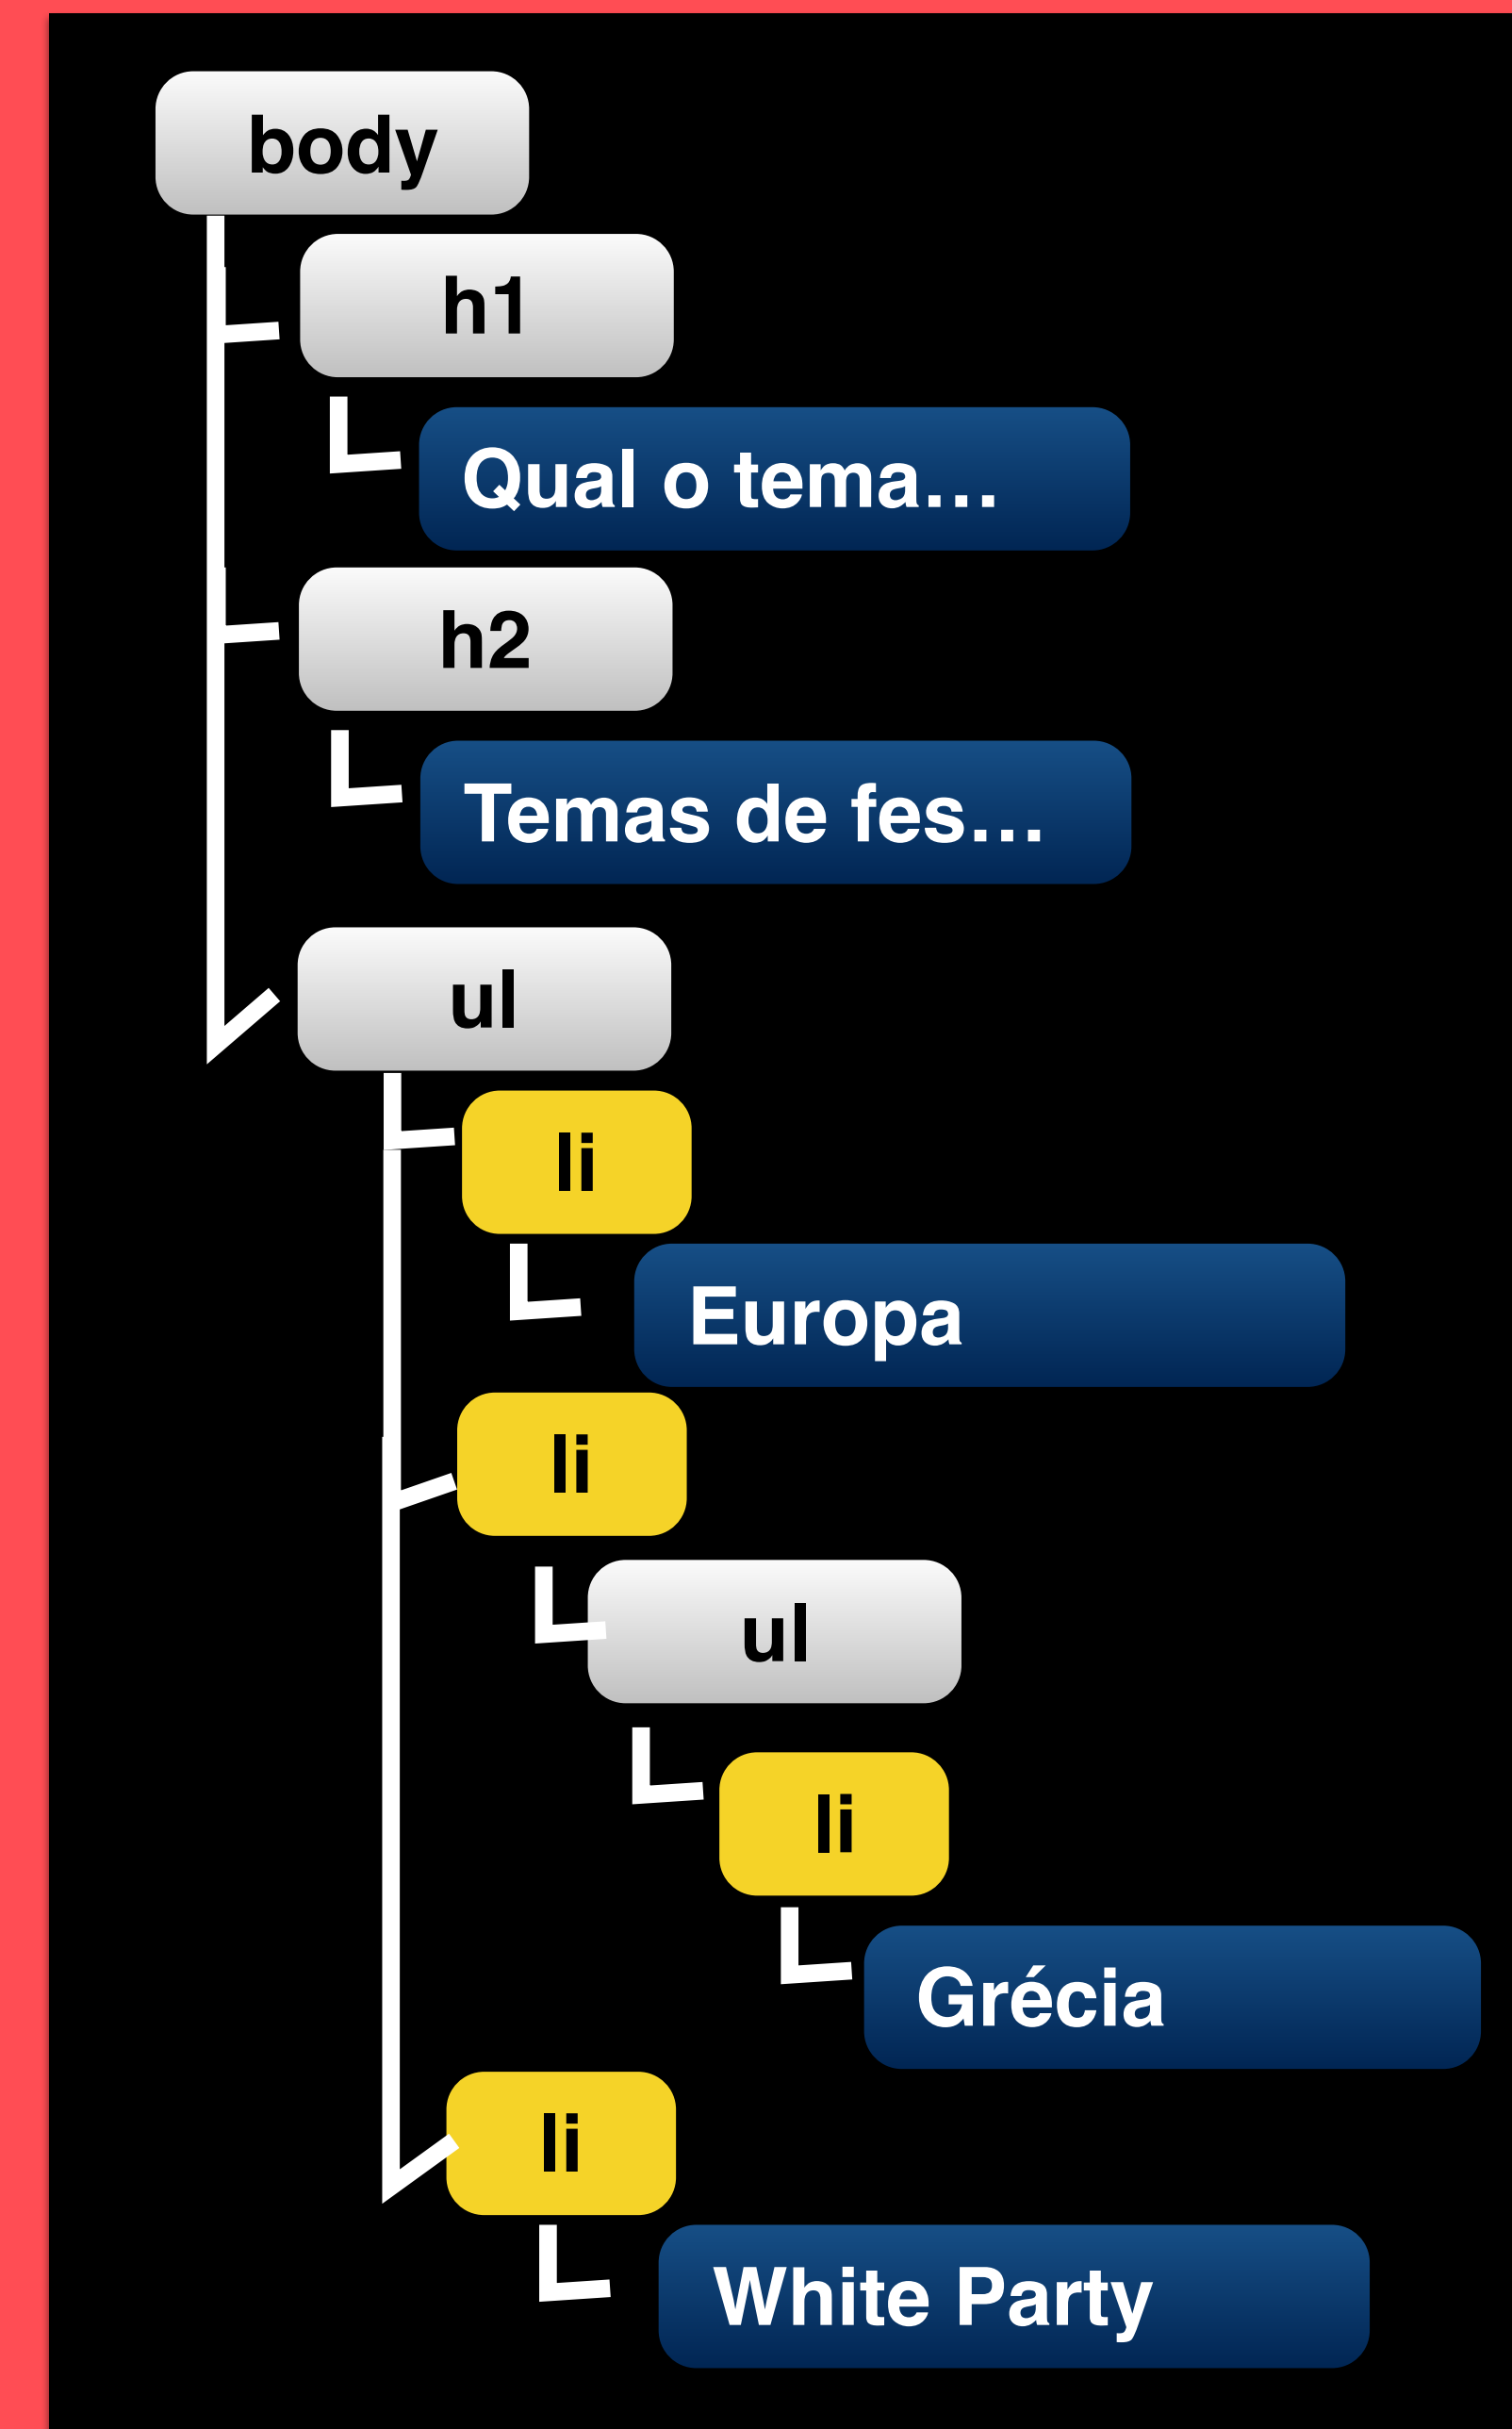 body
h1
Qual o tema...
h2
Temas de fes...
ul
li
Europa
li
ul
li
Grécia
li
White Party